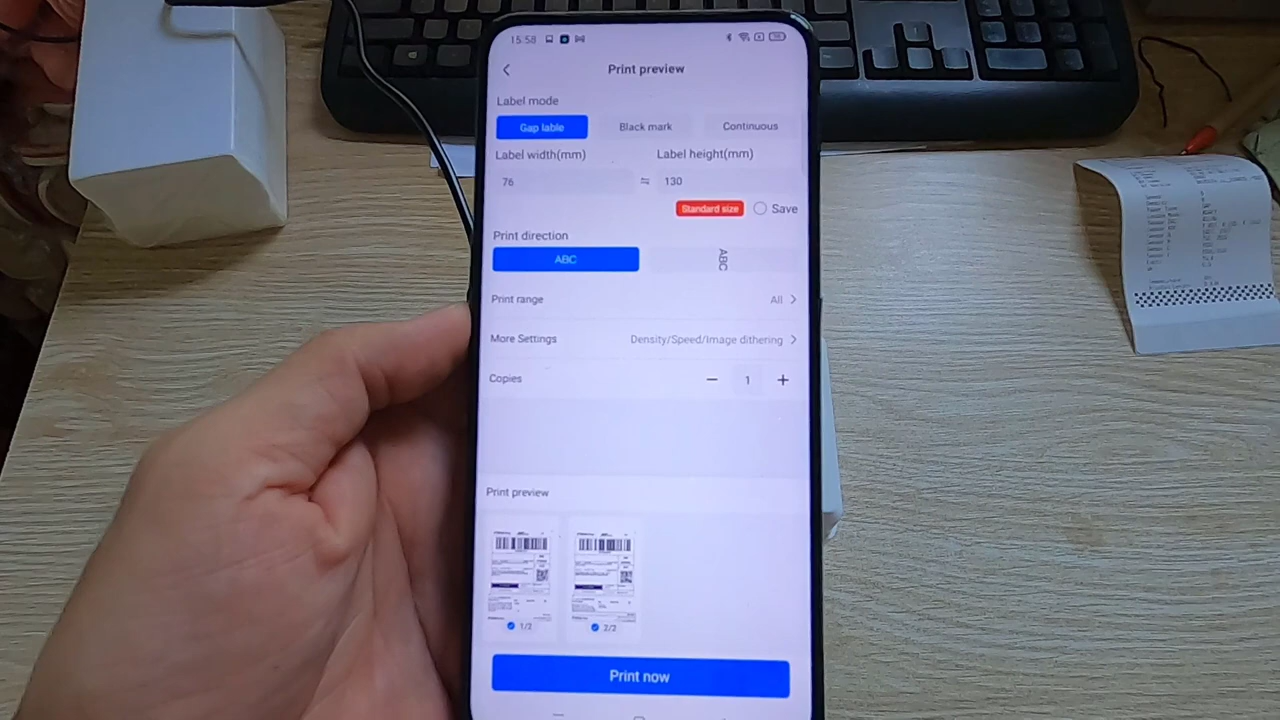 15:58
Print preview
Label mode
Gap lable Black mark Continuous
Label width(mm) Label height(mm)
76 130
Standard size Save
Print direction
ABC ABC
Print range All
More Settings Density/Speed/Image dithering
Copies 1
Print preview
1/2 2/2
Print now